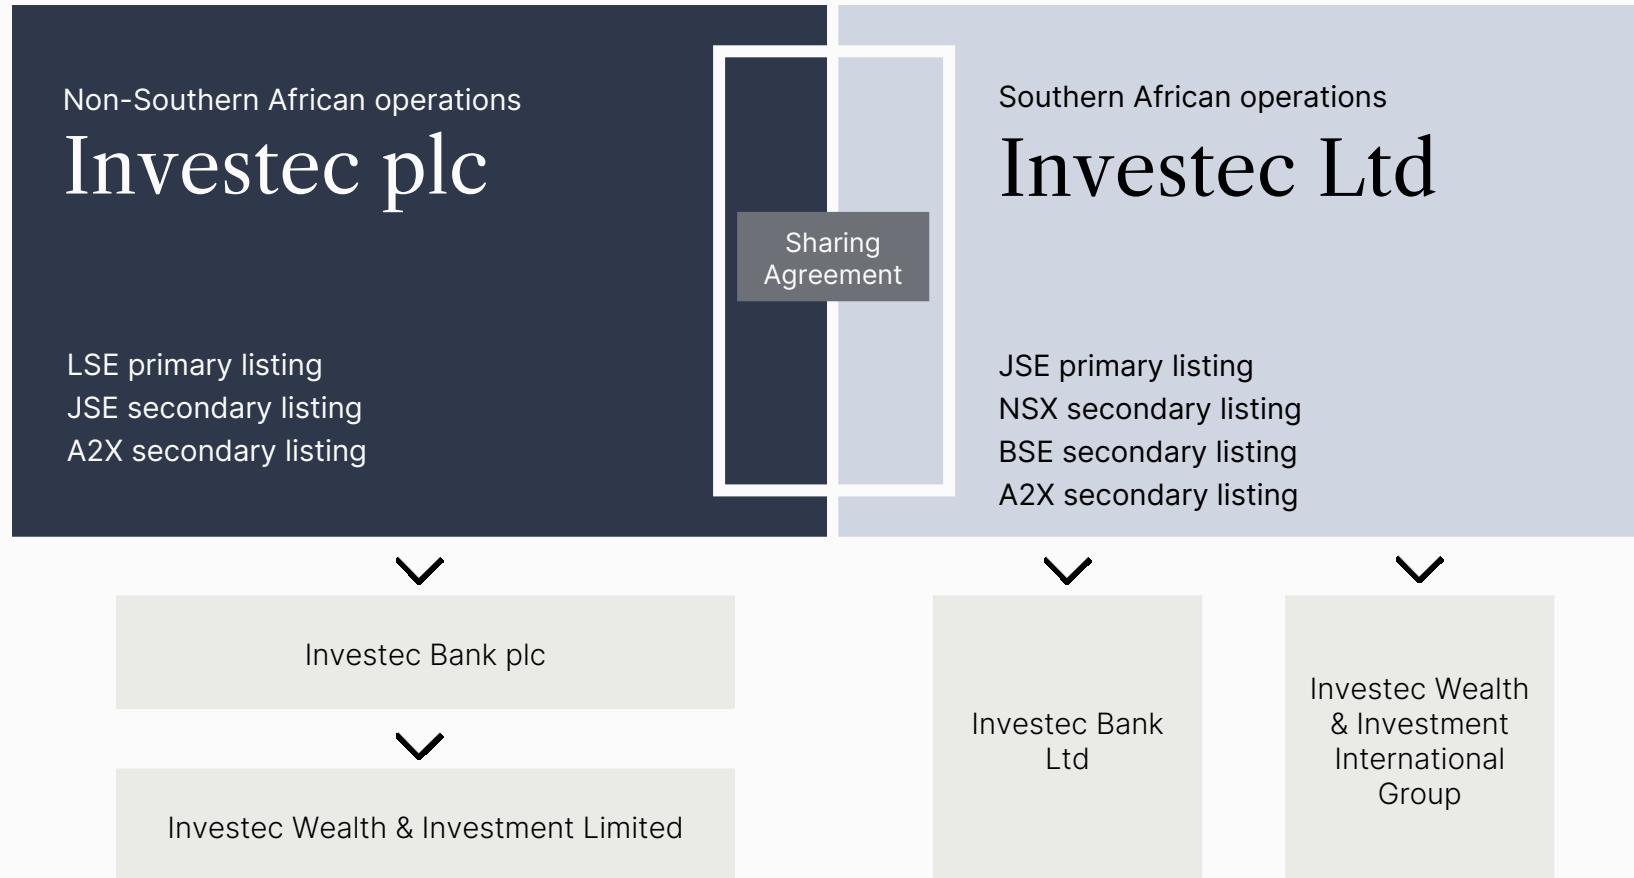 Non-Southern African operations
Investec plc
LSE primary listing
JSE secondary listing
A2X secondary listing
Sharing
Agreement
Southern African operations
Investec Ltd
JSE primary listing
NSX secondary listing
BSE secondary listing
A2X secondary listing
Investec Bank plc
Investec Wealth & Investment Limited
Investec Bank
Ltd
Investec Wealth
& Investment
International
Group